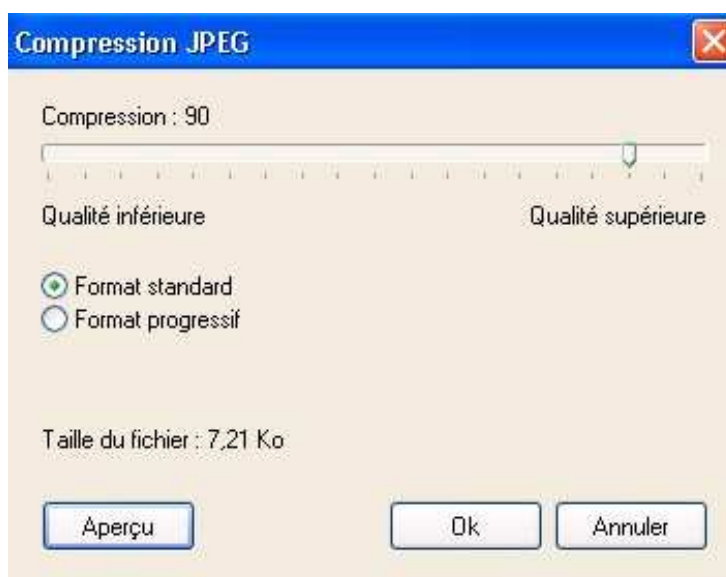 Compression JPEG
Compression : 90
Qualité inférieure Qualité supérieure
Format standard
Format progressif
Taille du fichier : 7,21 Ko
Aperçu Ok Annuler